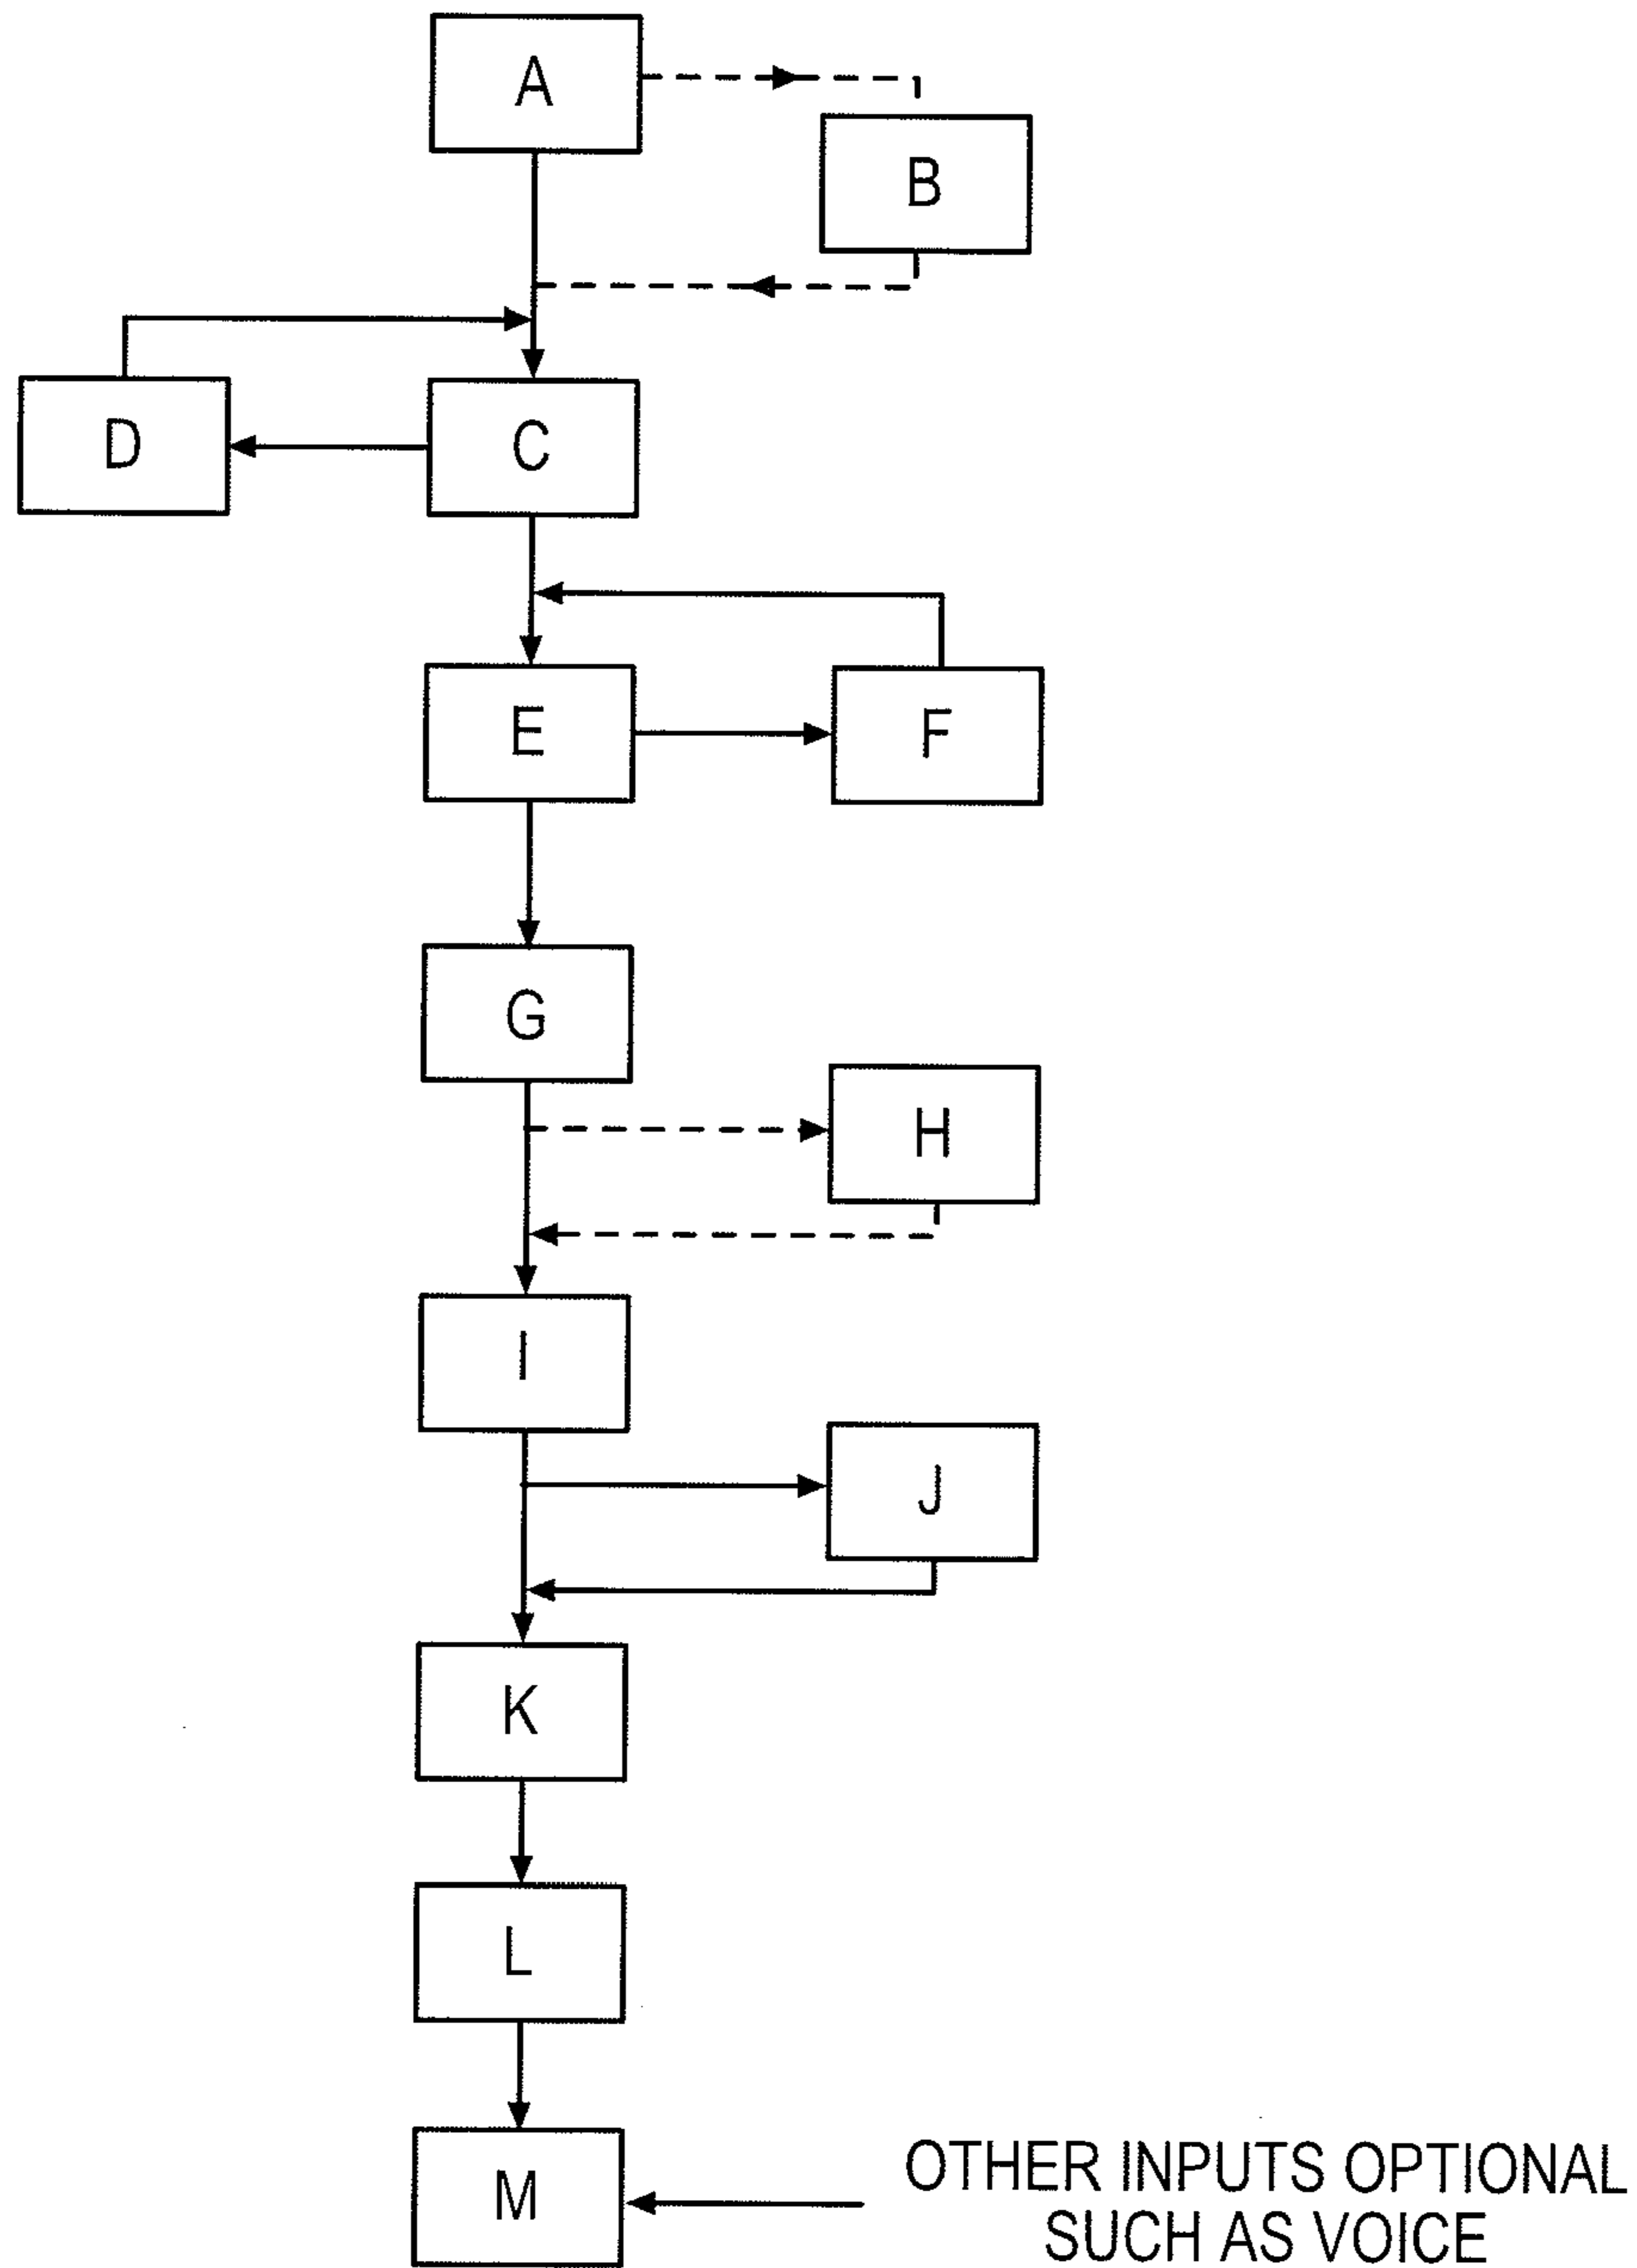 A
B
D
C
E
F
G
H
I
J
K
L
M
OTHER INPUTS OPTIONAL
SUCH AS VOICE